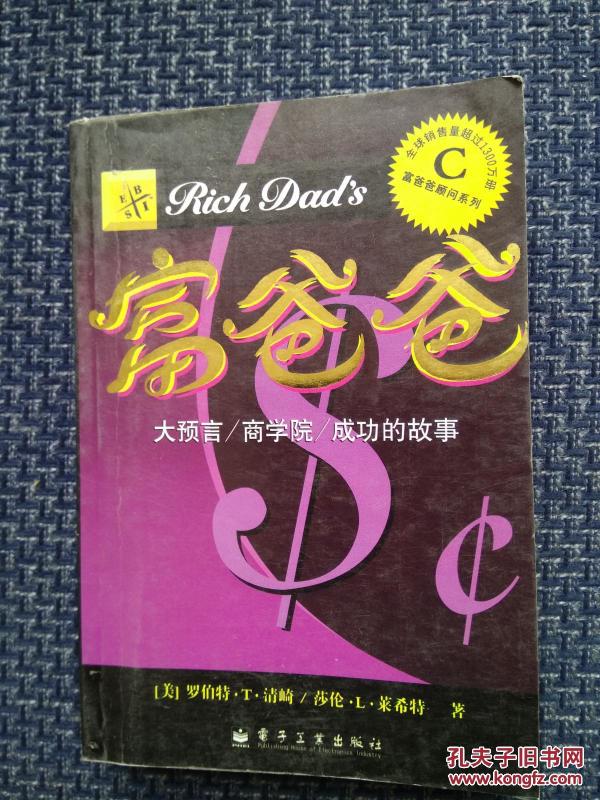 全球销售量超过1300万册
C
富爸爸顾问系列
E B S I
Rich Dad's
富爸爸
大预言/商学院/成功的故事
$
¢
[美] 罗伯特·T·清崎/莎伦·L·莱希特 著
PHEI
電子工業出版社
Publishing House of Electronics Industry
孔夫子旧书网
www.kongfz.com